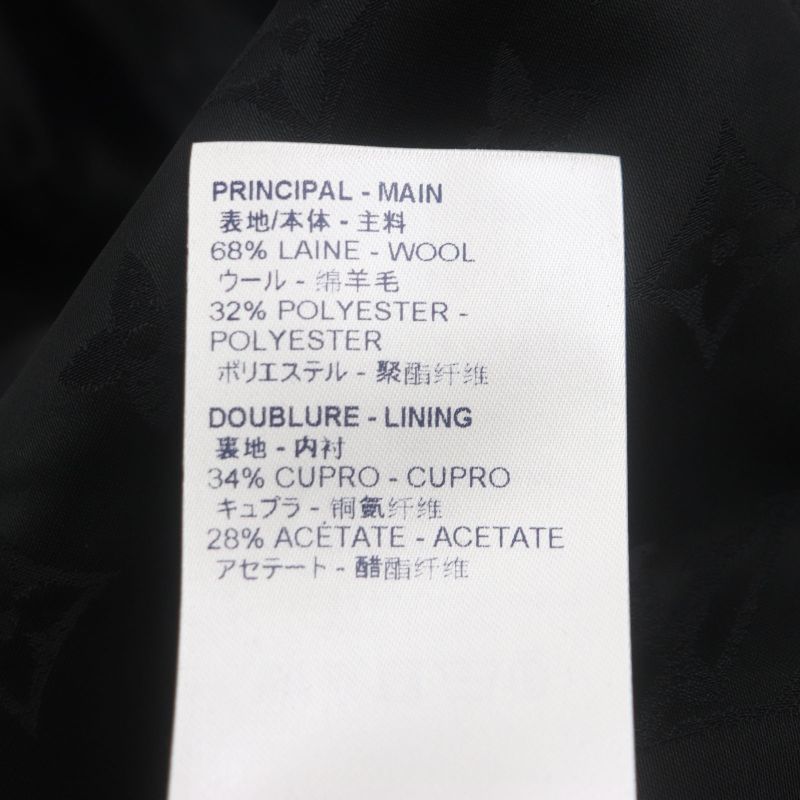 PRINCIPAL - MAIN
表地/本体 - 主料
68% LAINE - WOOL
ウール - 绵羊毛
32% POLYESTER -
POLYESTER
ポリエステル - 聚酯纤维
DOUBLURE - LINING
裏地 - 内衬
34% CUPRO - CUPRO
キュプラ - 铜氨纤维
28% ACÉTATE - ACETATE
アセテート - 醋酯纤维